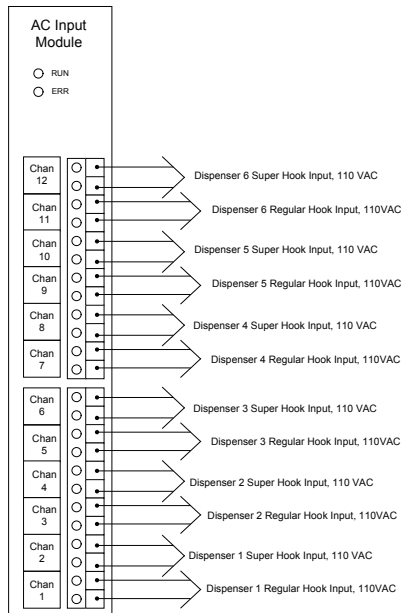 AC Input
Module
RUN
ERR
Chan
12
Dispenser 6 Super Hook Input, 110 VAC
Chan
11
Dispenser 6 Regular Hook Input, 110VAC
Chan
10
Dispenser 5 Super Hook Input, 110 VAC
Chan
9
Dispenser 5 Regular Hook Input, 110VAC
Chan
8
Dispenser 4 Super Hook Input, 110 VAC
Chan
7
Dispenser 4 Regular Hook Input, 110VAC
Chan
6
Dispenser 3 Super Hook Input, 110 VAC
Chan
5
Dispenser 3 Regular Hook Input, 110VAC
Chan
4
Dispenser 2 Super Hook Input, 110 VAC
Chan
3
Dispenser 2 Regular Hook Input, 110VAC
Chan
2
Dispenser 1 Super Hook Input, 110 VAC
Chan
1
Dispenser 1 Regular Hook Input, 110VAC